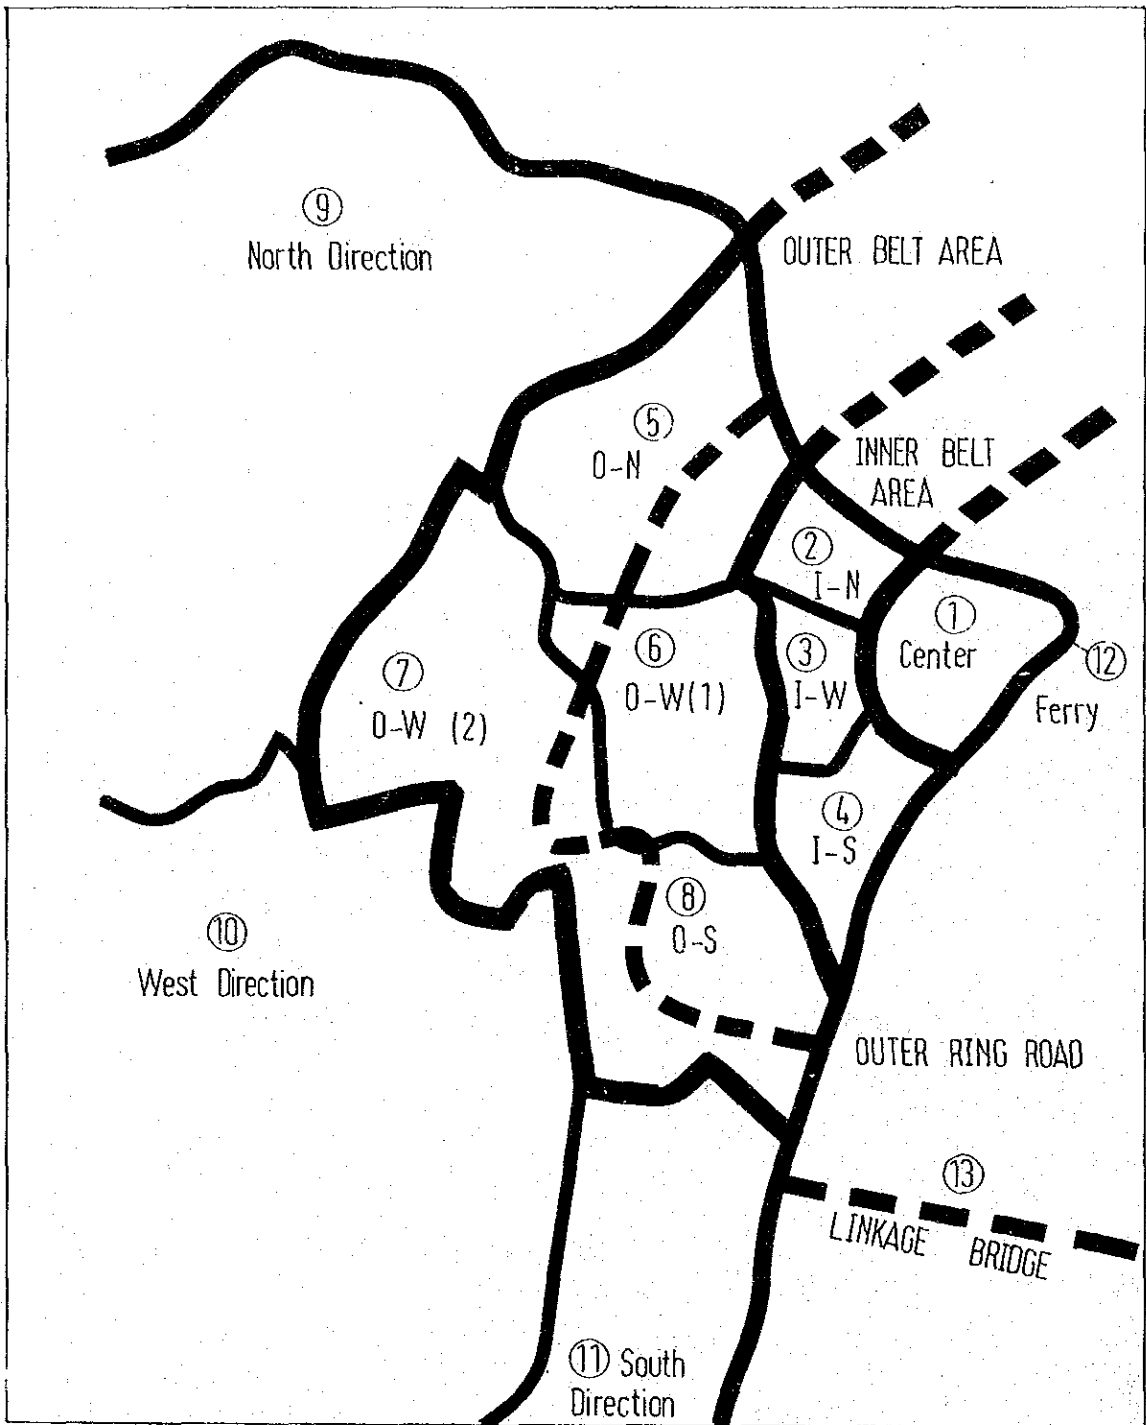 ⑨
North Direction
OUTER BELT AREA
⑤
O-N
INNER BELT
AREA
②
I-N
①
Center
⑫
Ferry
③
I-W
⑥
O-W(1)
⑦
O-W (2)
④
I-S
⑧
O-S
⑩
West Direction
OUTER RING ROAD
⑬
LINKAGE BRIDGE
⑪ South
Direction